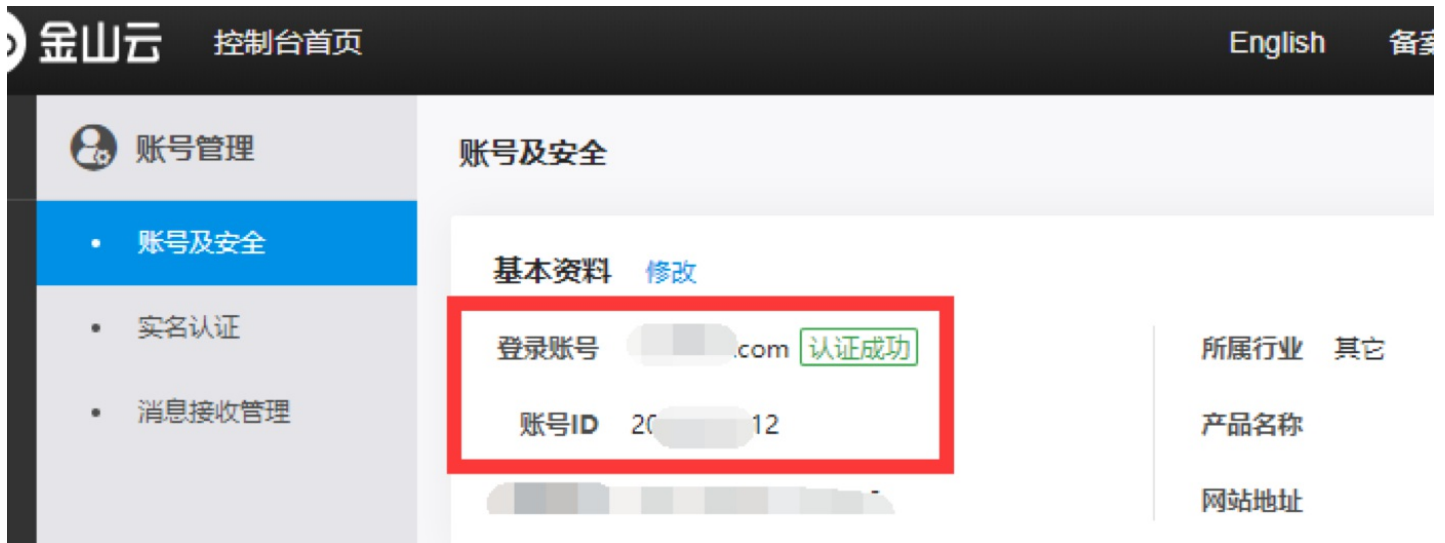 金山云 控制台首页 English 备案
账号管理
账号及安全
账号及安全
实名认证
消息接收管理
基本资料 修改
登录账号 .com 认证成功
账号ID 20 12
所属行业 其它
产品名称
网站地址